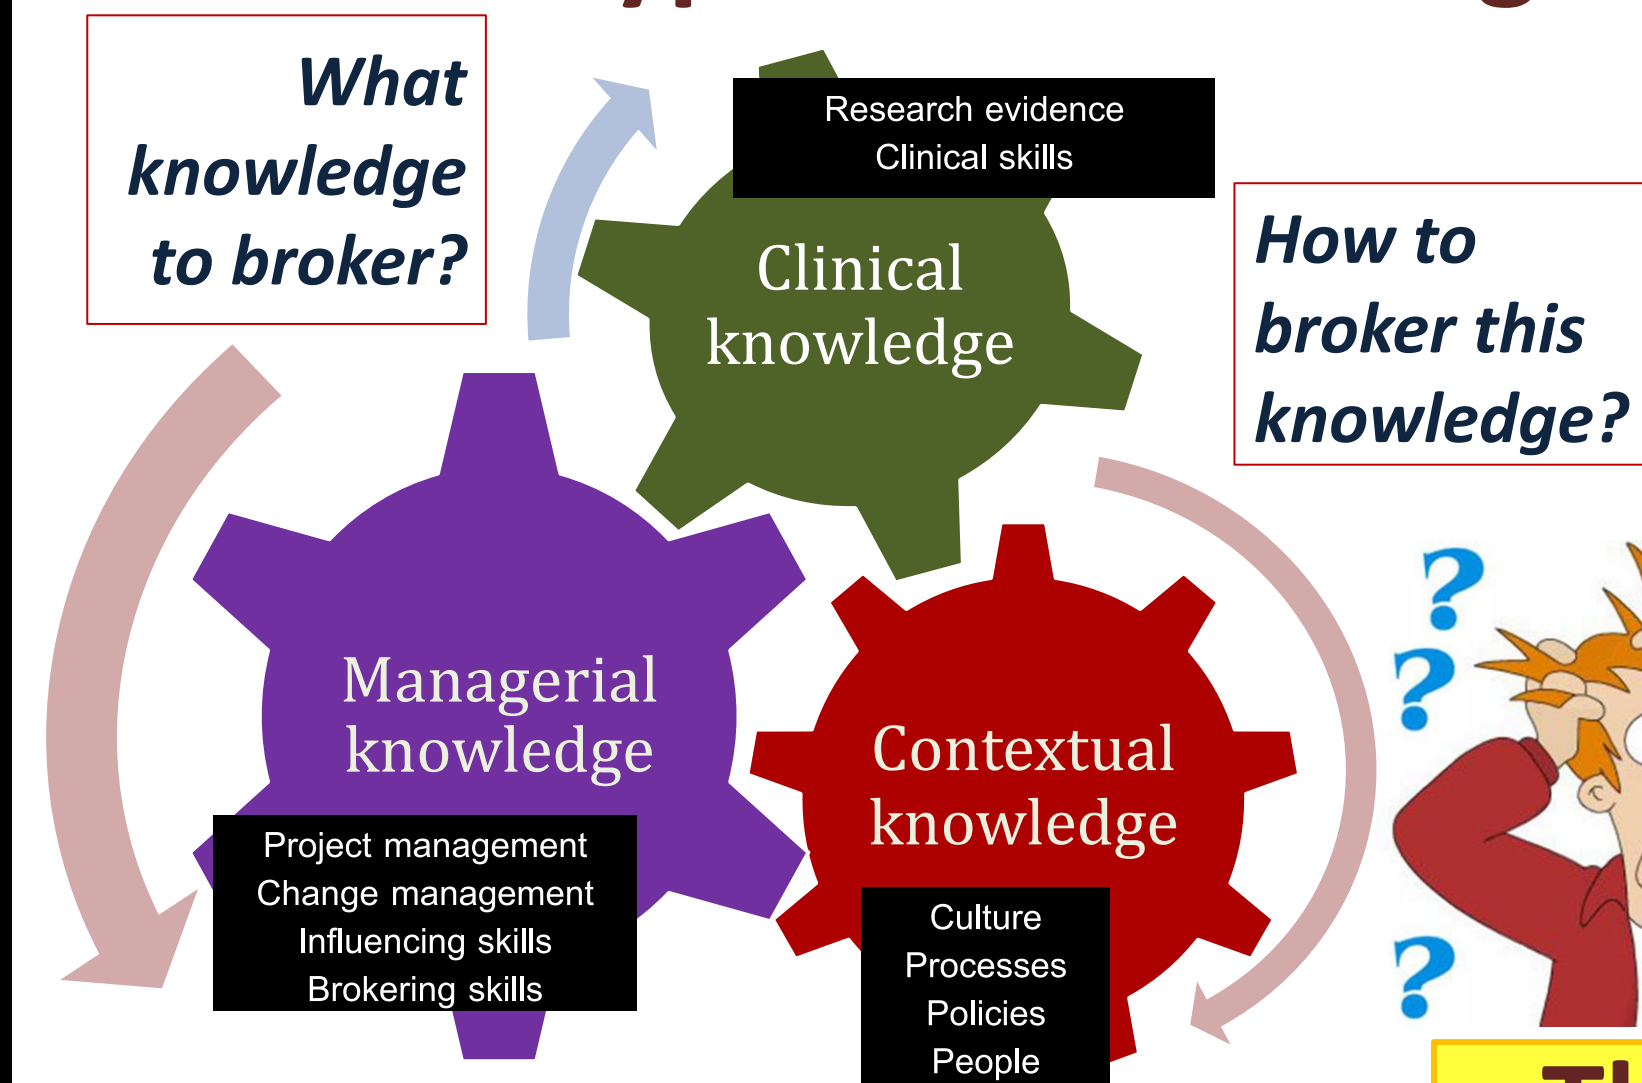 What
knowledge
to broker?
Research evidence
Clinical skills
Clinical
knowledge
How to
broker this
knowledge?
?
?
?
Managerial
knowledge
Project management
Change management
Influencing skills
Brokering skills
Contextual
knowledge
Culture
Processes
Policies
People